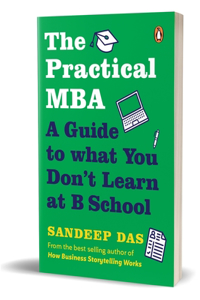 The
Practical
MBA
A Guide
to what You
Don't Learn
at B School
SANDEEP DAS
From the best selling author of
How Business Storytelling Works